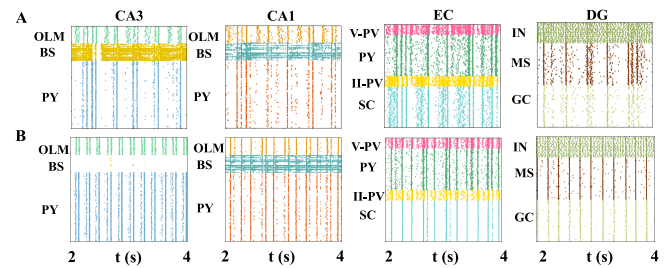 A CA3 CA1 EC DG
OLM OLM V-PV IN
BS BS PY MS
PY PY II-PV GC
SC
B OLM OLM V-PV IN
BS BS PY MS
PY PY II-PV GC
SC
2 t (s) 4 2 t (s) 4 2 t (s) 4 2 t (s) 4